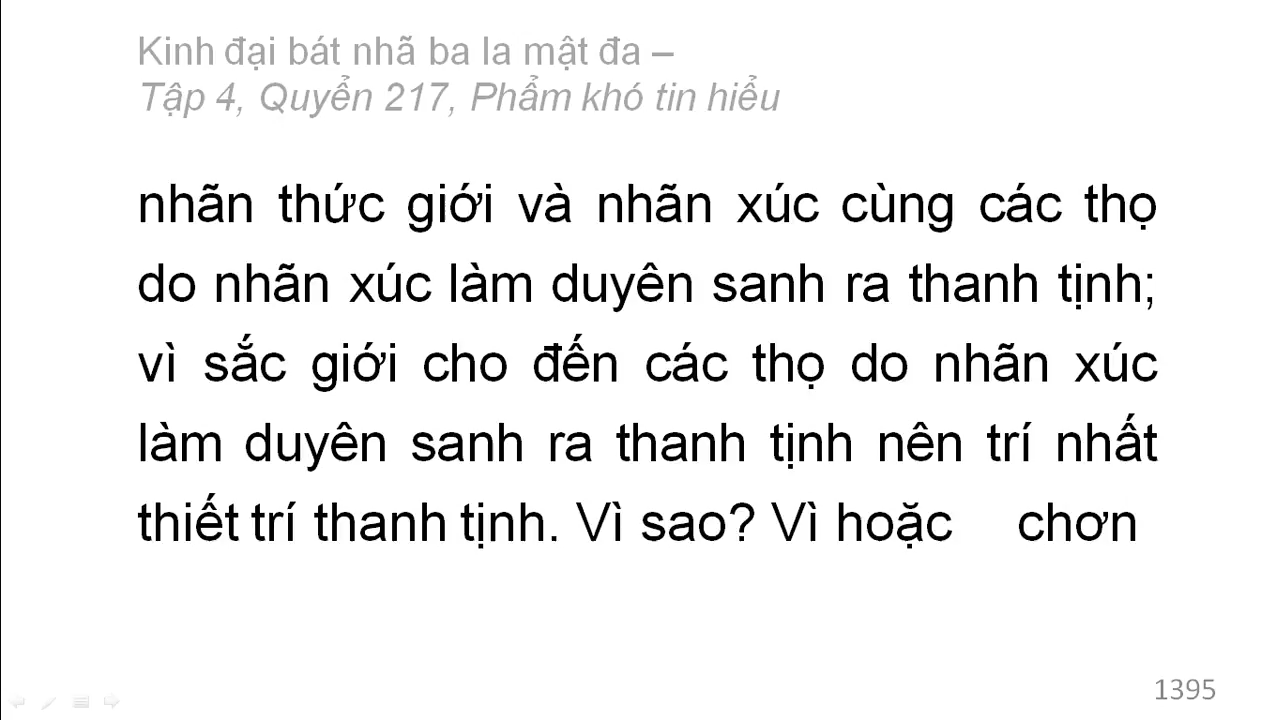 Kinh đại bát nhã ba la mật đa –
Tập 4, Quyển 217, Phẩm khó tin hiểu
nhãn thức giới và nhãn xúc cùng các thọ
do nhãn xúc làm duyên sanh ra thanh tịnh;
vì sắc giới cho đến các thọ do nhãn xúc
làm duyên sanh ra thanh tịnh nên trí nhất
thiết trí thanh tịnh. Vì sao? Vì hoặc chơn
1395